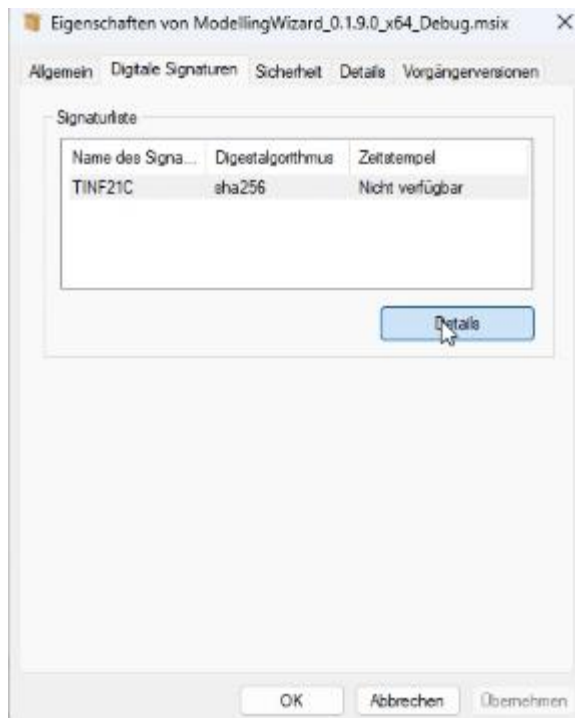 Eigenschaften von ModellingWizard_0.1.9.0_x64_Debug.msix
Allgemein Digitale Signaturen Sicherheit Details Vorgängerversionen
Signaturliste
Name des Signa... Digestalgorithmus Zeitstempel
TINF21C sha256 Nicht verfügbar
Details
OK Abbrechen Übernehmen